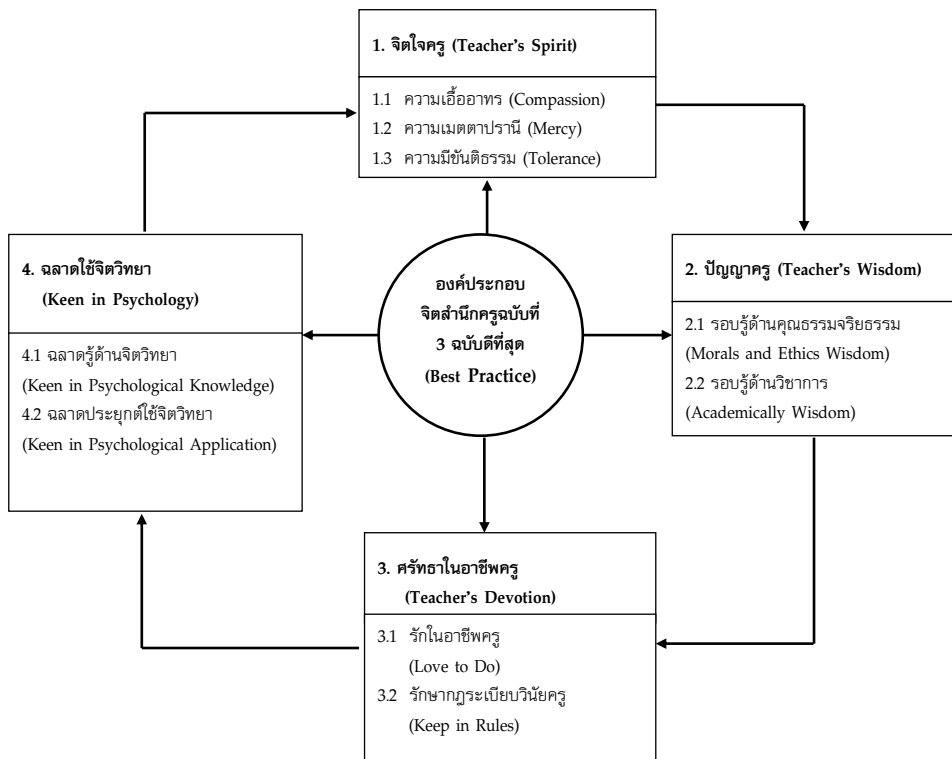 1. จิตใจครู (Teacher’s Spirit)
1.1 ความเอื้ออาทร (Compassion)
1.2 ความเมตตาปรานี (Mercy)
1.3 ความมีขันติธรรม (Tolerance)
4. ฉลาดใช้จิตวิทยา
(Keen in Psychology)
4.1 ฉลาดรู้ด้านจิตวิทยา
(Keen in Psychological Knowledge)
4.2 ฉลาดประยุกต์ใช้จิตวิทยา
(Keen in Psychological Application)
องค์ประกอบ
จิตสำนึกครูฉบับที่
3 ฉบับดีที่สุด
(Best Practice)
2. ปัญญาครู (Teacher’s Wisdom)
2.1 รอบรู้ด้านคุณธรรมจริยธรรม
(Morals and Ethics Wisdom)
2.2 รอบรู้ด้านวิชาการ
(Academically Wisdom)
3. ศรัทธาในอาชีพครู
(Teacher’s Devotion)
3.1 รักในอาชีพครู
(Love to Do)
3.2 รักษากฎระเบียบวินัยครู
(Keep in Rules)